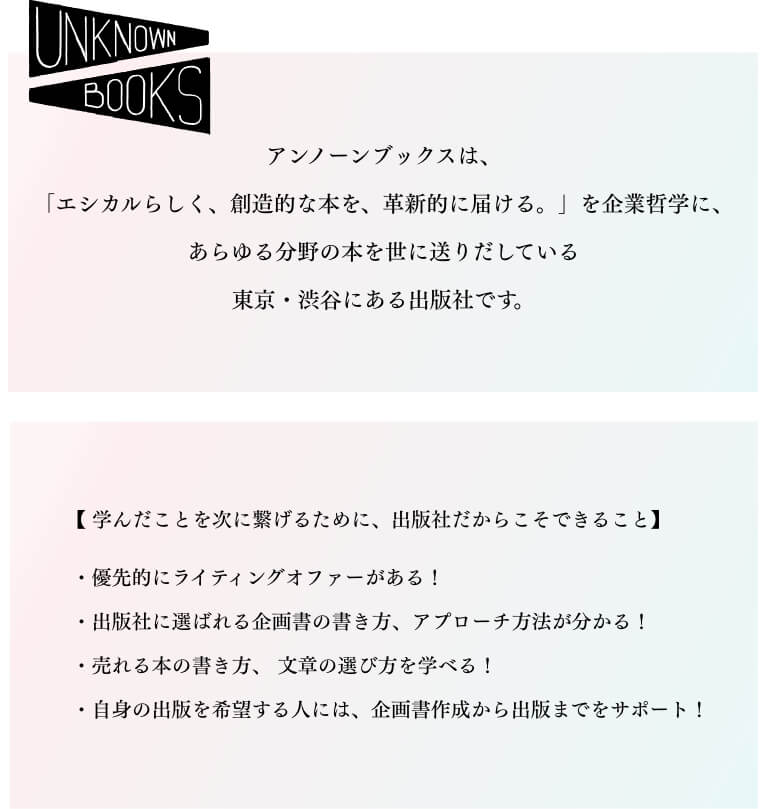 UNKNOWN
BOOKS
アンノーンブックスは、
「エシカルらしく、創造的な本を、革新的に届ける。」を企業哲学に、
あらゆる分野の本を世に送りだしている
東京・渋谷にある出版社です。
【 学んだことを次に繋げるために、出版社だからこそできること】
・優先的にライティングオファーがある！
・出版社に選ばれる企画書の書き方、アプローチ方法が分かる！
・売れる本の書き方、 文章の選び方を学べる！
・自身の出版を希望する人には、企画書作成から出版までをサポート！